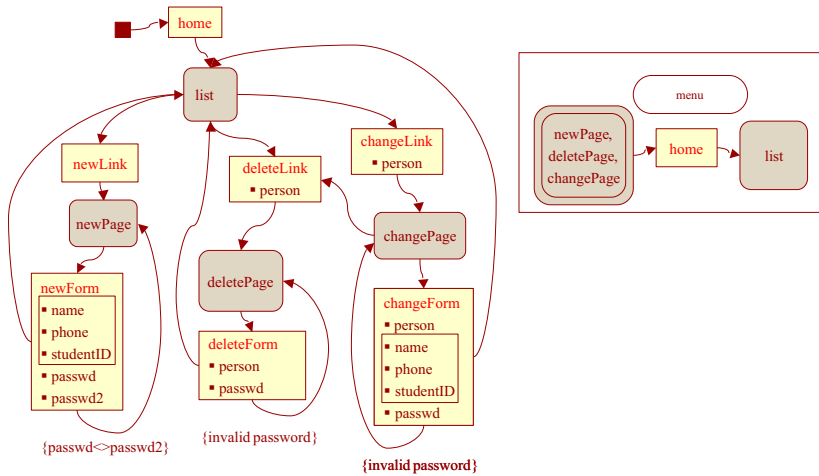 home
list
newLink
newPage
newForm
name
phone
studentID
passwd
passwd2
{passwd<>passwd2}
deleteLink
person
deletePage
deleteForm
person
passwd
{invalid password}
changeLink
person
changePage
changeForm
person
name
phone
studentID
passwd
{invalid password}
menu
newPage,
deletePage,
changePage
home
list